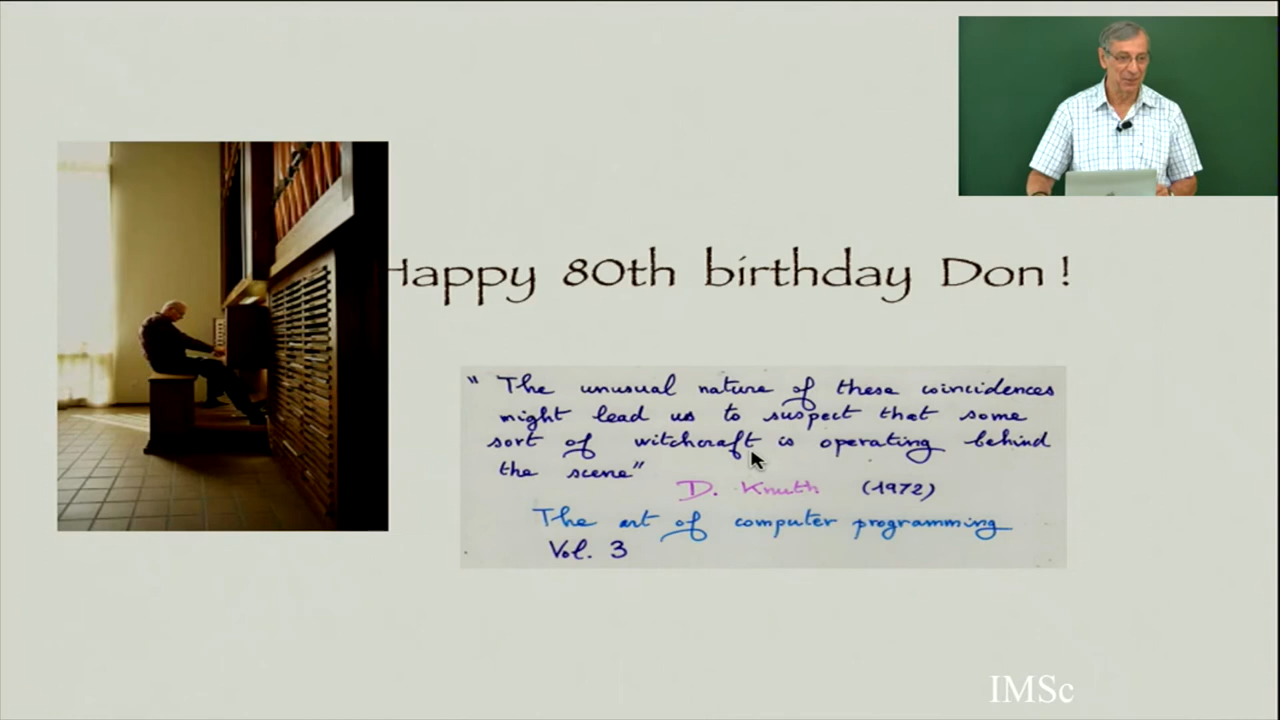 Happy 80th birthday Don !
" The unusual nature of these coincidences
might lead us to suspect that some
sort of witchcraft is operating behind
the scene"
D. Knuth (1972)
The art of computer programming
Vol. 3
IMSc